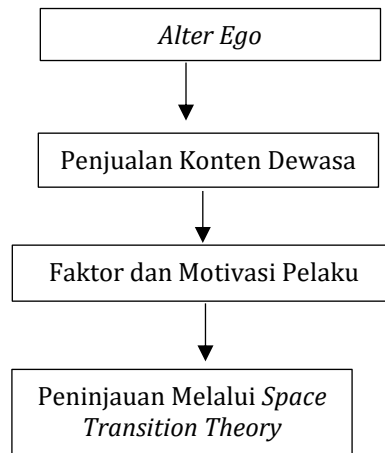 Alter Ego
Penjualan Konten Dewasa
Faktor dan Motivasi Pelaku
Peninjauan Melalui Space
Transition Theory